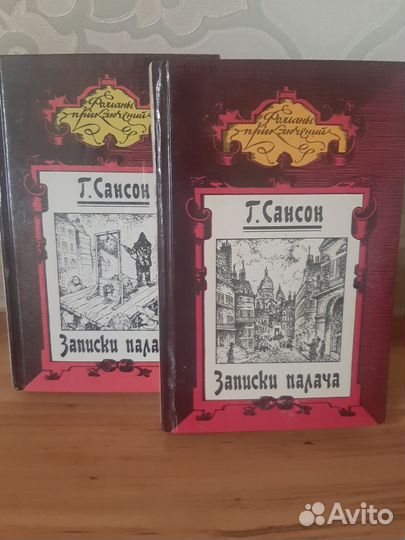 Романы
приключений
Г. Сансон
Записки
Романы
приключений
Г. Сансон
Записки палача
Avito